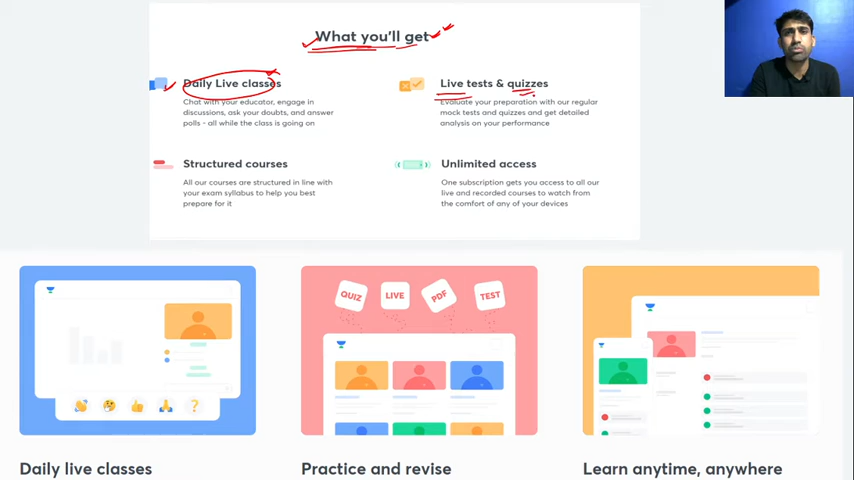 What you'll get
Daily Live classes
Chat with your educator, engage in
discussions, ask your doubts, and answer
polls - all while the class is going on
Live tests & quizzes
Evaluate your preparation with our regular
mock tests and quizzes and get detailed
analysis on your performance
Structured courses
All our courses are structured in line with
your exam syllabus to help you best
prepare for it
Unlimited access
One subscription gets you access to all our
live and recorded courses to watch from
the comfort of any of your devices
QUIZ
LIVE
PDF
TEST
?
Daily live classes
Practice and revise
Learn anytime, anywhere